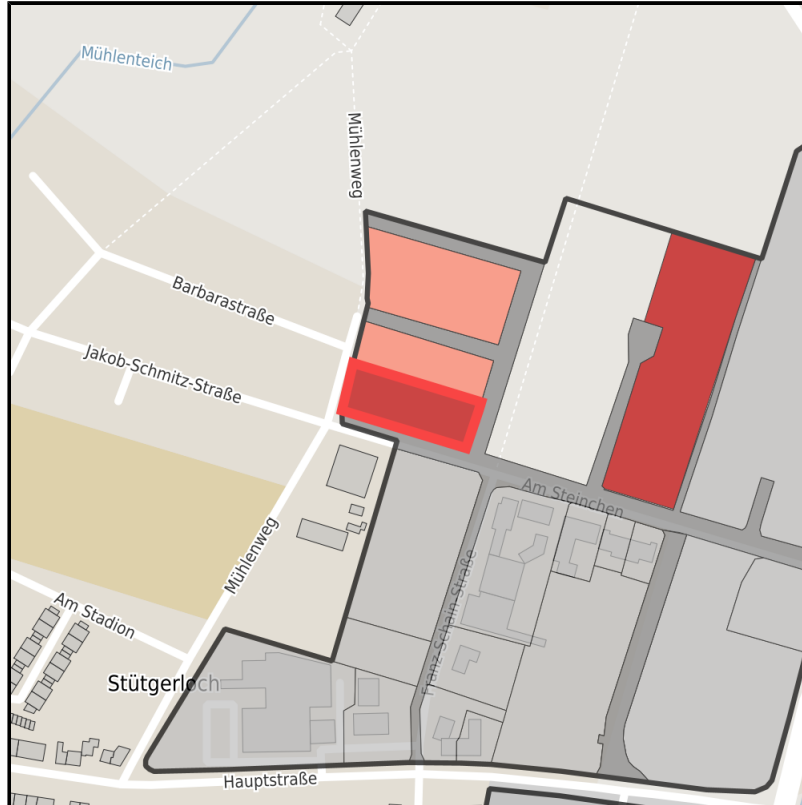 Mühlenteich
Mühlenweg
Barbarastraße
Jakob-Schmitz-Straße
Am Steinchen
Mühlenweg
Franz-Schain-Straße
Am Stadion
Stütgerloch
Hauptstraße